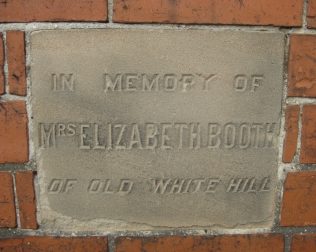 IN MEMORY OF
MRS ELIZABETH BOOTH
OF OLD WHITE HILL